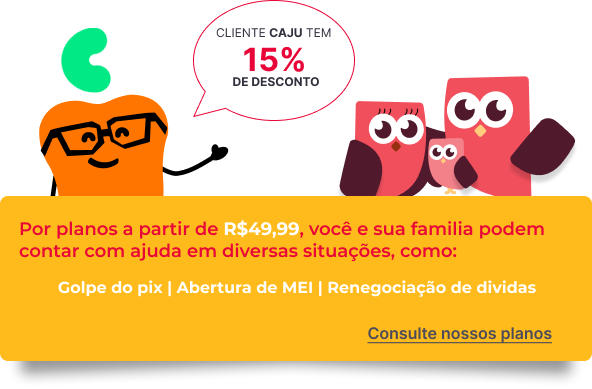 CLIENTE CAJU TEM
15%
DE DESCONTO
Por planos a partir de R$49,99, você e sua familia podem
contar com ajuda em diversas situações, como:
Golpe do pix | Abertura de MEI | Renegociação de dividas
Consulte nossos planos